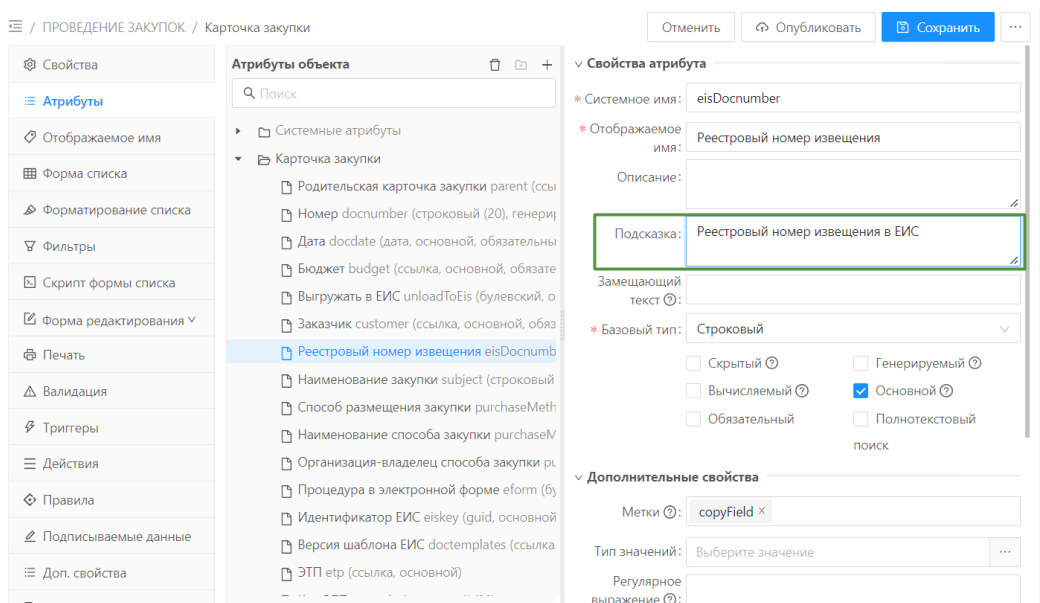 / ПРОВЕДЕНИЕ ЗАКУПОК / Карточка закупки
Отменить
Опубликовать
Сохранить
Свойства
Атрибуты
Отображаемое имя
Форма списка
Форматирование списка
Фильтры
Скрипт формы списка
Форма редактирования
Печать
Валидация
Триггеры
Действия
Правила
Подписываемые данные
Доп. свойства
Атрибуты объекта
Поиск
Системные атрибуты
Карточка закупки
Родительская карточка закупки parent (ссы
Номер docnumber (строковый (20), генери
Дата docdate (дата, основной, обязательны
Бюджет budget (ссылка, основной, обязате
Выгружать в ЕИС unloadToEis (булевский, о
Заказчик customer (ссылка, основной, обяз
Реестровый номер извещения eisDocnumb
Наименование закупки subject (строковый
Способ размещения закупки purchaseMeth
Наименование способа закупки purchaseM
Организация-владелец способа закупки pu
Процедура в электронной форме eform (бу
Идентификатор ЕИС eiskey (guid, основной
Версия шаблона ЕИС doctemplates (ссылка
ЭТП etp (ссылка, основной)
Свойства атрибута
* Системное имя: eisDocnumber
* Отображаемое имя: Реестровый номер извещения
Описание:
Подсказка: Реестровый номер извещения в ЕИС
Замещающий текст ?:
* Базовый тип: Строковый
Скрытый ? Генерируемый ?
Вычисляемый ? Основной ?
Обязательный Полнотекстовый
поиск
Дополнительные свойства
Метки ?: copyField ×
Тип значений: Выберите значение ...
Регулярное
выражение ?: